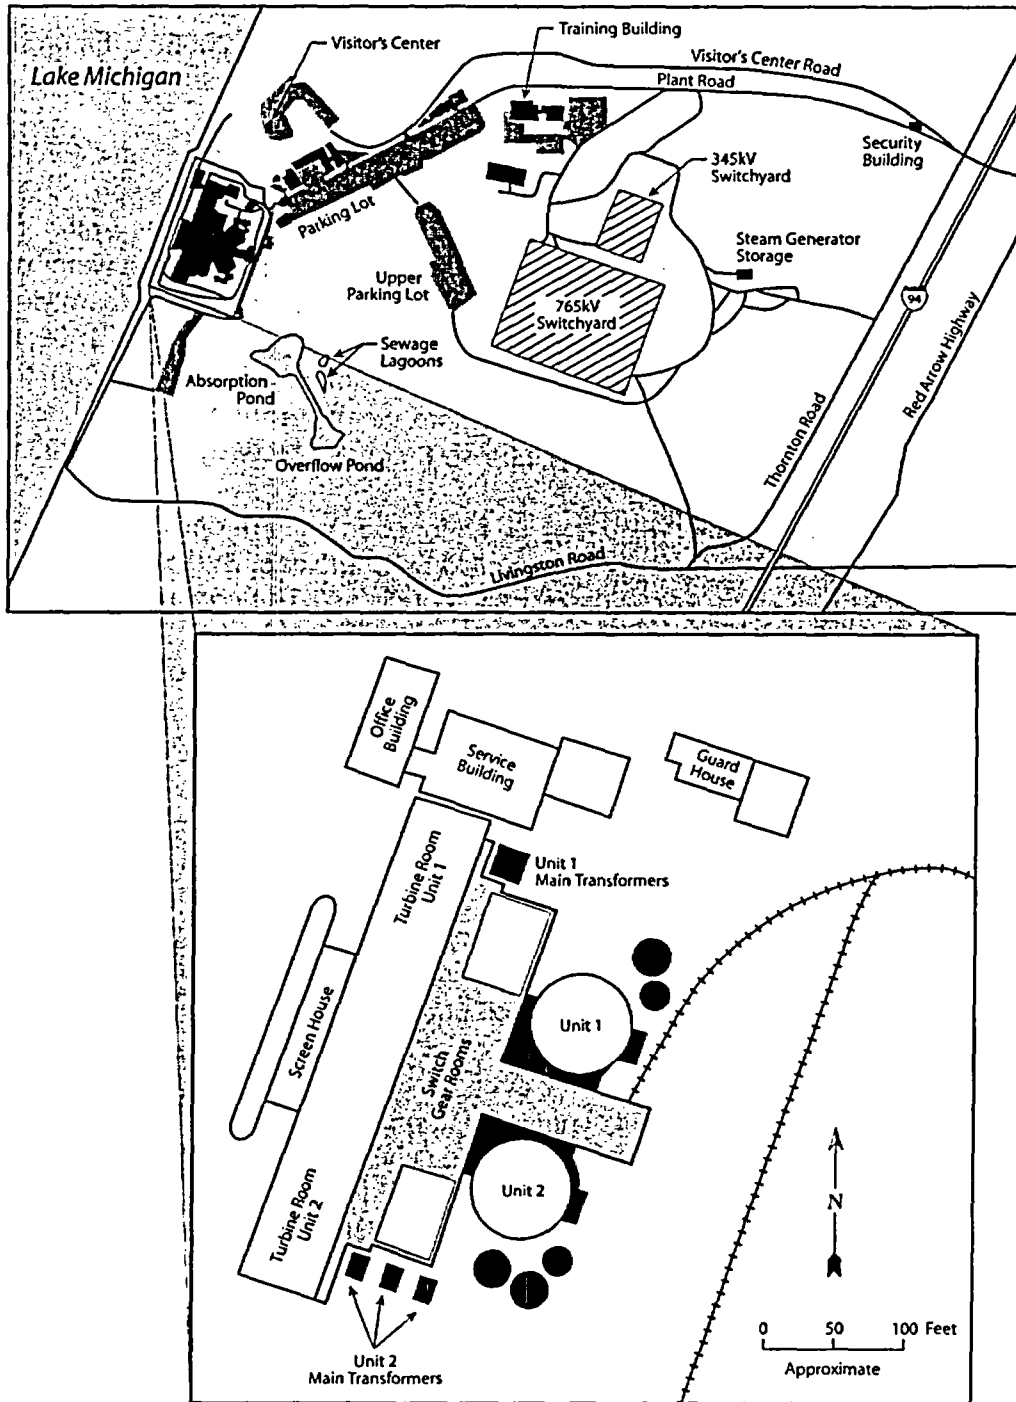 Lake Michigan
Visitor's Center
Training Building
Visitor's Center Road
Plant Road
Security
Building
345kV
Switchyard
Parking Lot
Steam Generator
Storage
Upper
Parking Lot
765kV
Switchyard
94
Red Arrow Highway
Sewage
Lagoons
Absorption
Pond
Thornton Road
Overflow Pond
Livingston Road
Office
Building
Service
Building
Guard
House
Turbine Room
Unit 1
Unit 1
Main Transformers
Screen House
Switch
Gear Rooms
Unit 1
Unit 2
Turbine Room
Unit 2
N
Unit 2
Main Transformers
0 50 100 Feet
Approximate